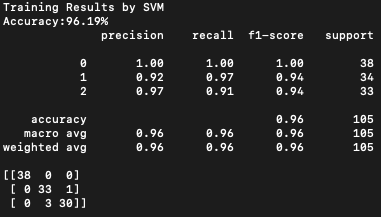 Training Results by SVM
Accuracy:96.19%
precision recall f1-score support
0 1.00 1.00 1.00 38
1 0.92 0.97 0.94 34
2 0.97 0.91 0.94 33
accuracy 0.96 105
macro avg 0.96 0.96 0.96 105
weighted avg 0.96 0.96 0.96 105
[[38 0 0]
[ 0 33 1]
[ 0 3 30]]